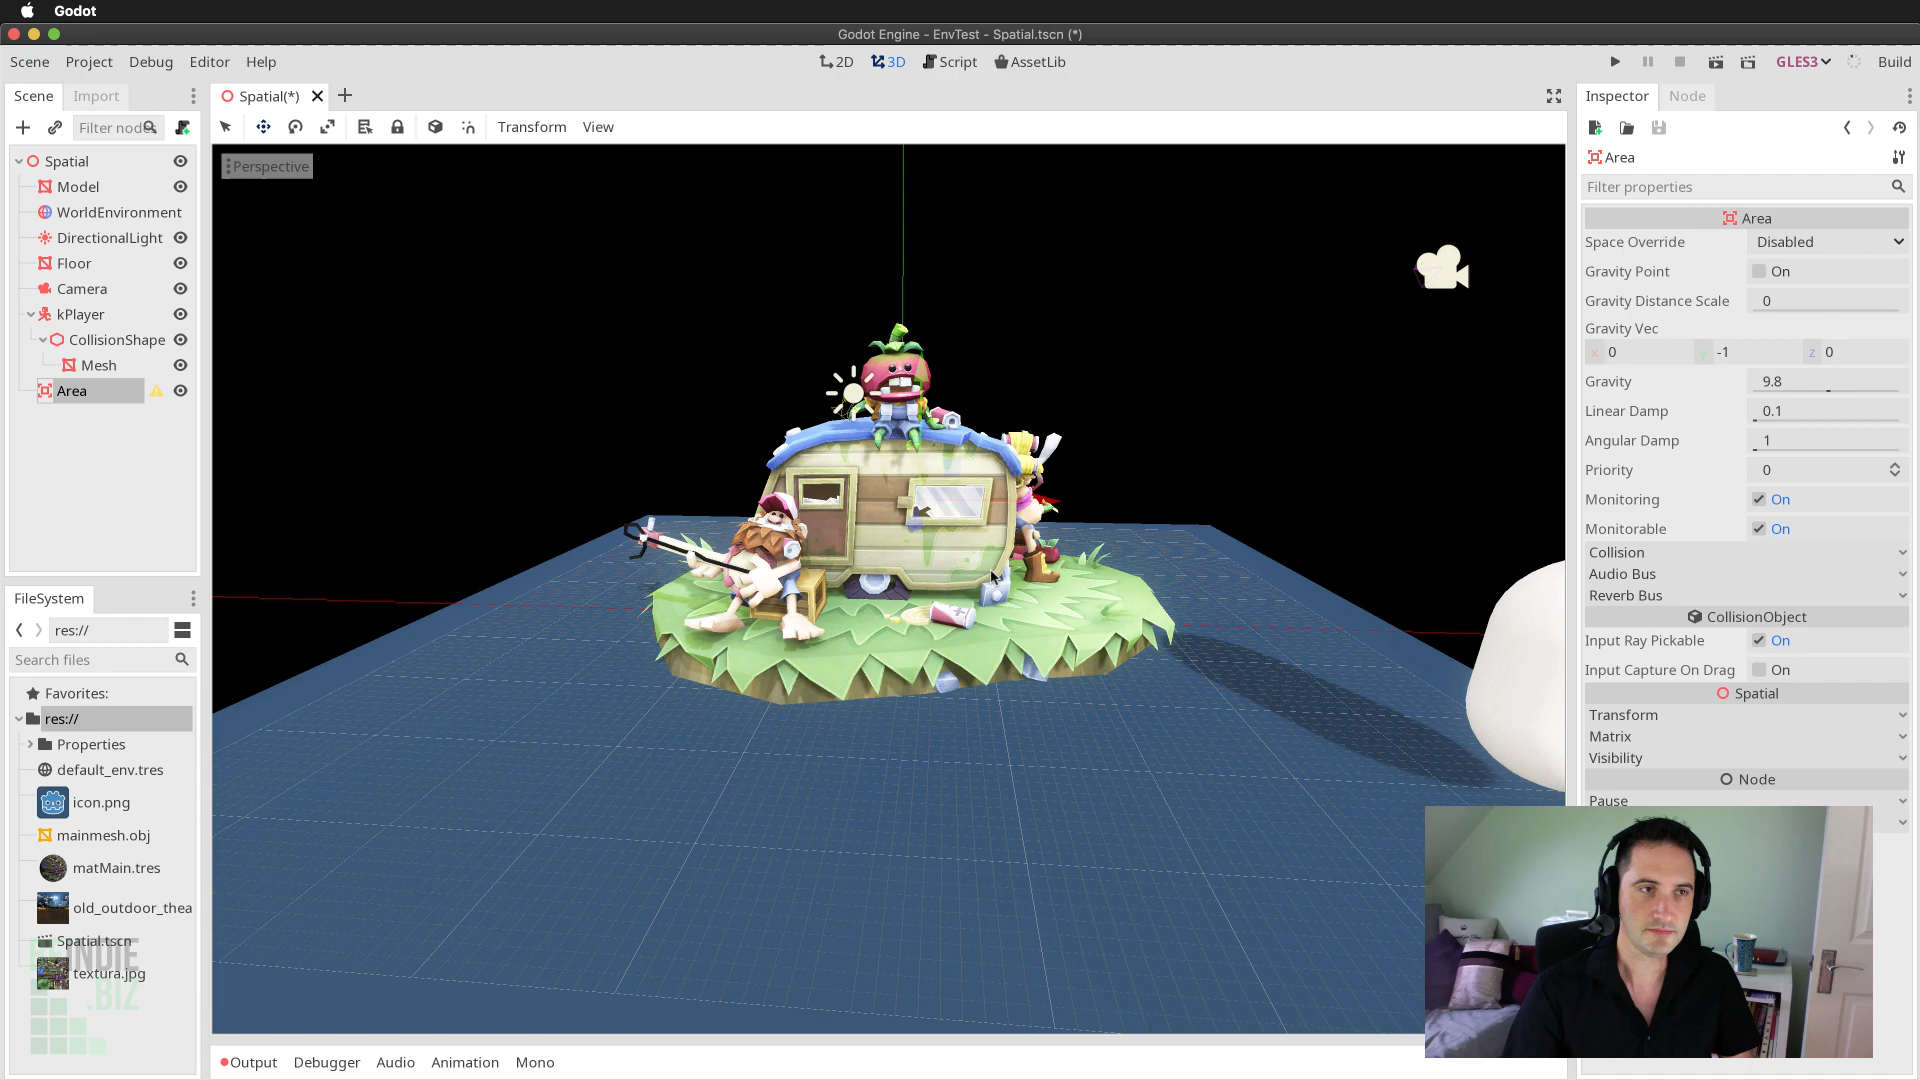 Godot
Godot Engine - EnvTest - Spatial.tscn (*)
Scene Project Debug Editor Help
2D 3D Script AssetLib
GLES3 Build
Scene Import
Filter nodes
Spatial
Model
WorldEnvironment
DirectionalLight
Floor
Camera
kPlayer
CollisionShape
Mesh
Area
FileSystem
res://
Search files
Favorites:
res://
Properties
default_env.tres
icon.png
mainmesh.obj
matMain.tres
old_outdoor_thea
Spatial.tscn
textura.jpg
INDIE
.BIZ
Spatial(*)
Transform View
Perspective
Output Debugger Audio Animation Mono
Inspector Node
Area
Filter properties
Area
Space Override Disabled
Gravity Point On
Gravity Distance Scale 0
Gravity Vec
x 0 y -1 z 0
Gravity 9.8
Linear Damp 0.1
Angular Damp 1
Priority 0
Monitoring On
Monitorable On
Collision
Audio Bus
Reverb Bus
CollisionObject
Input Ray Pickable On
Input Capture On Drag On
Spatial
Transform
Matrix
Visibility
Node
Pause